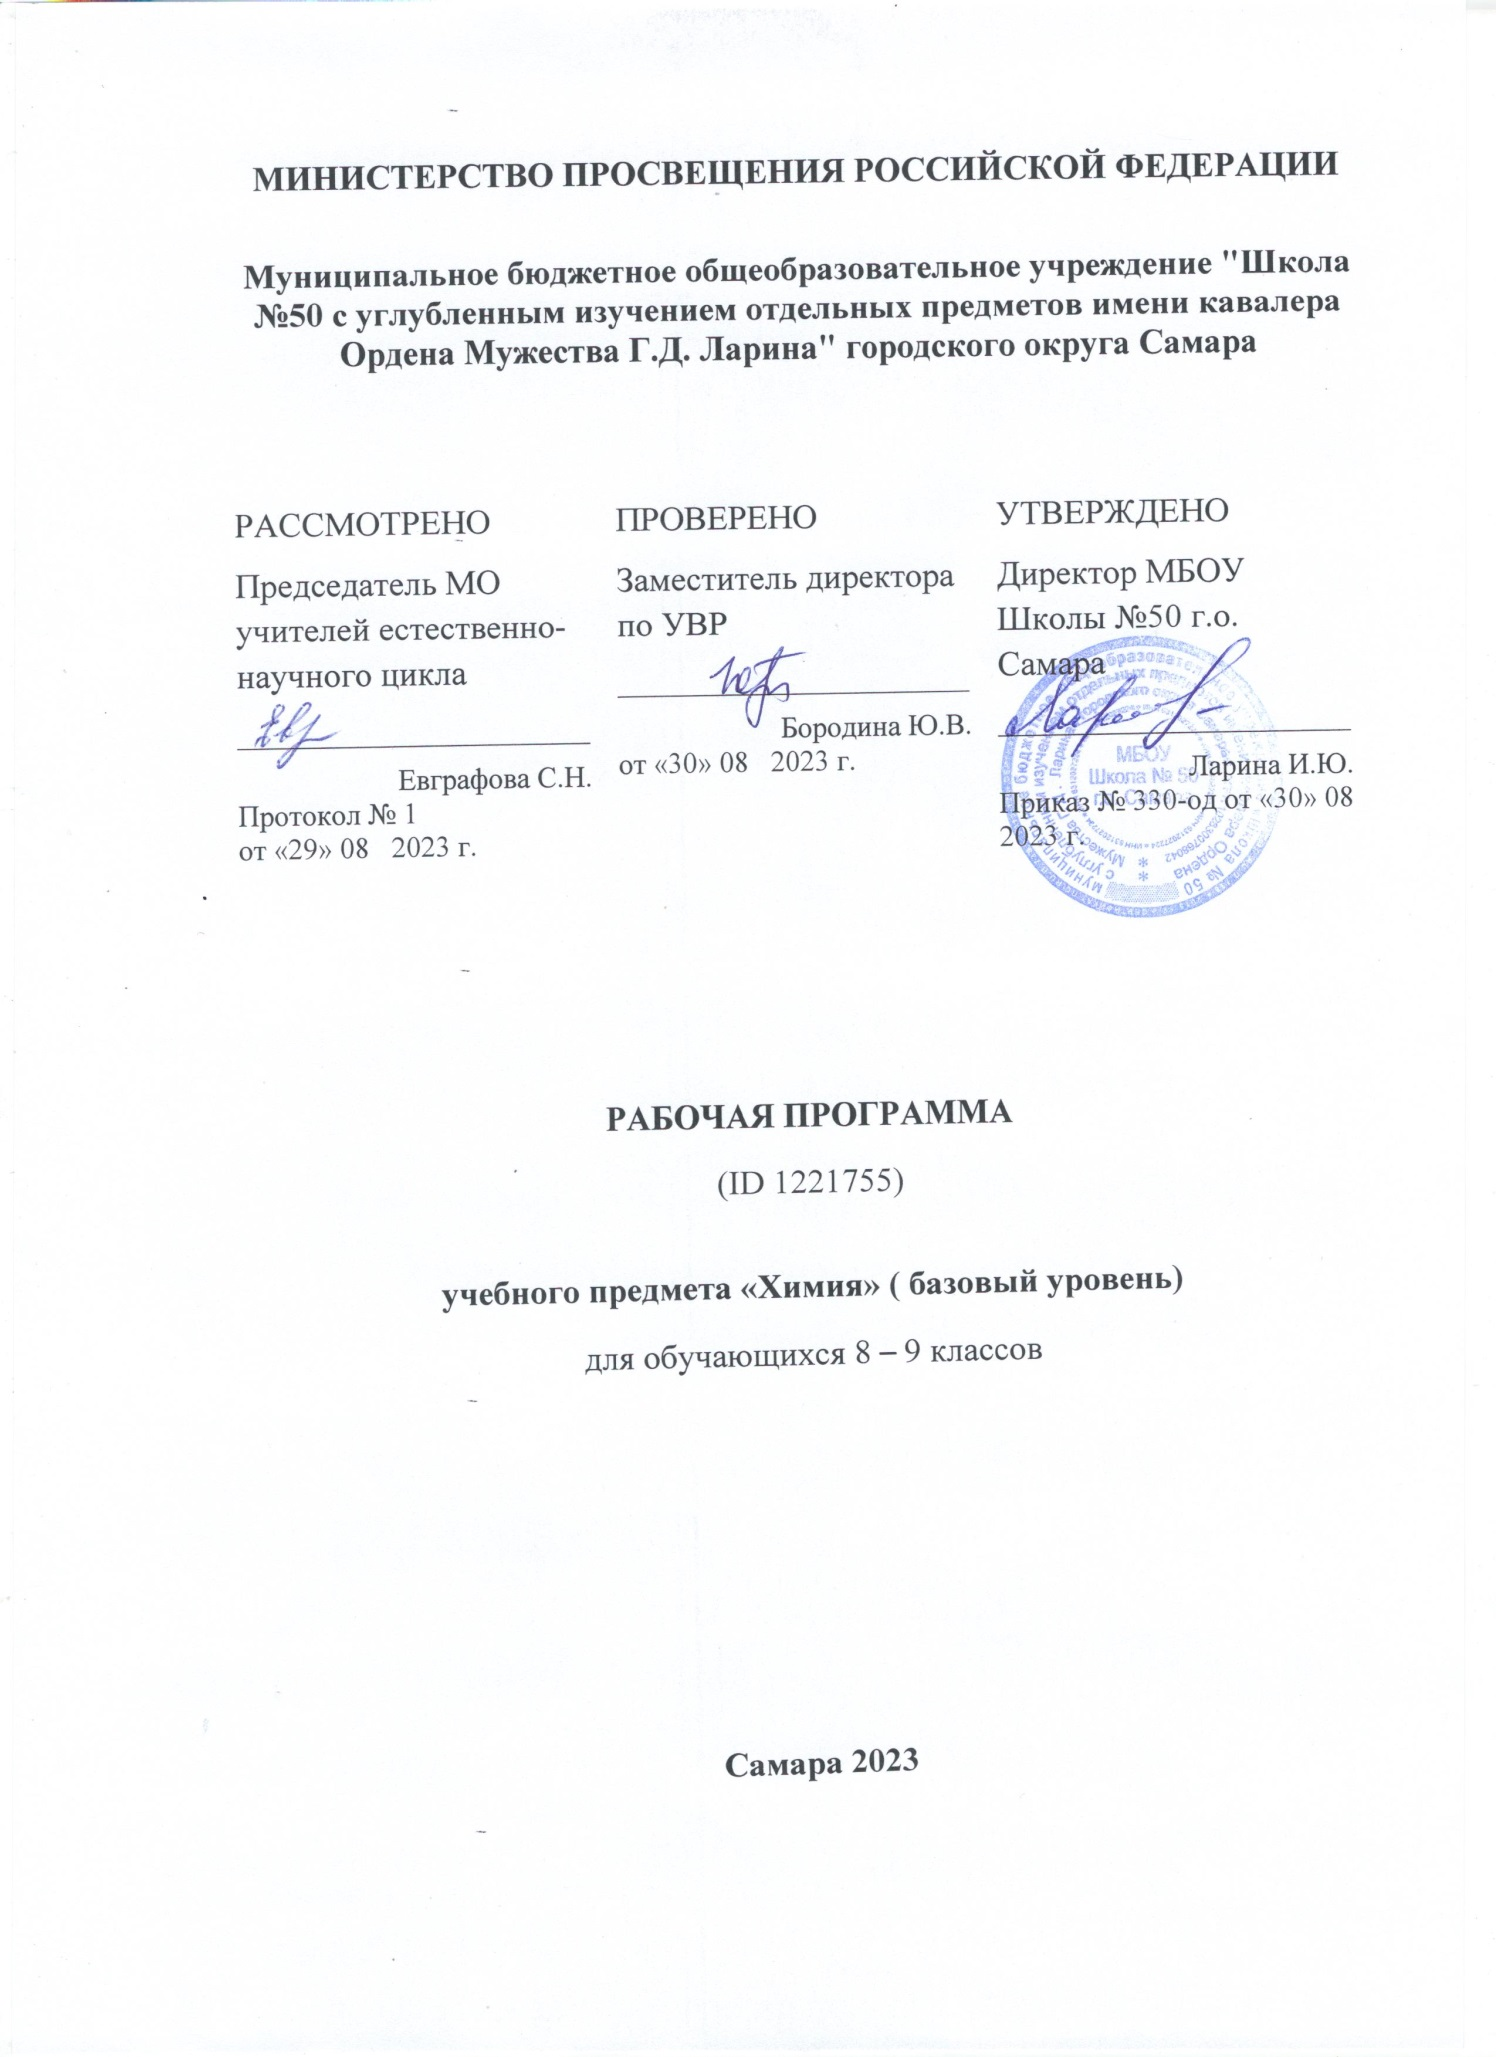 МИНИСТЕРСТВО ПРОСВЕЩЕНИЯ РОССИЙСКОЙ ФЕДЕРАЦИИ
Муниципальное бюджетное общеобразовательное учреждение "Школа
№50 с углубленным изучением отдельных предметов имени кавалера
Ордена Мужества Г.Д. Ларина" городского округа Самара
РАССМОТРЕНО
Председатель МО
учителей естественно-
научного цикла
Евграфова С.Н.
Протокол № 1
от «29» 08 2023 г.
ПРОВЕРЕНО
Заместитель директора
по УВР
Бородина Ю.В.
от «30» 08 2023 г.
УТВЕРЖДЕНО
Директор МБОУ
Школы №50 г.о.
Самара
Ларина И.Ю.
Приказ № 330-од от «30» 08
2023 г.
МБОУ
Школа № 50
РАБОЧАЯ ПРОГРАММА
(ID 1221755)
учебного предмета «Химия» ( базовый уровень)
для обучающихся 8 – 9 классов
Самара 2023